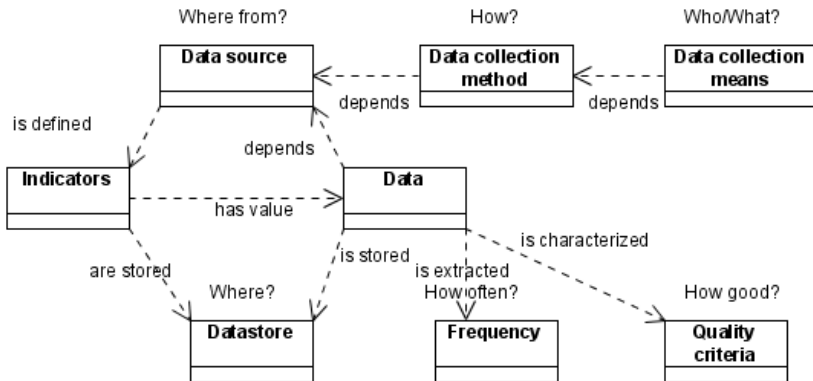 Where from?
How?
Who/What?
Data source
Data collection
method
Data collection
means
depends
depends
is defined
depends
Indicators
Data
has value
is characterized
is stored
are stored
is extracted
Where?
How often?
How good?
Datastore
Frequency
Quality
criteria